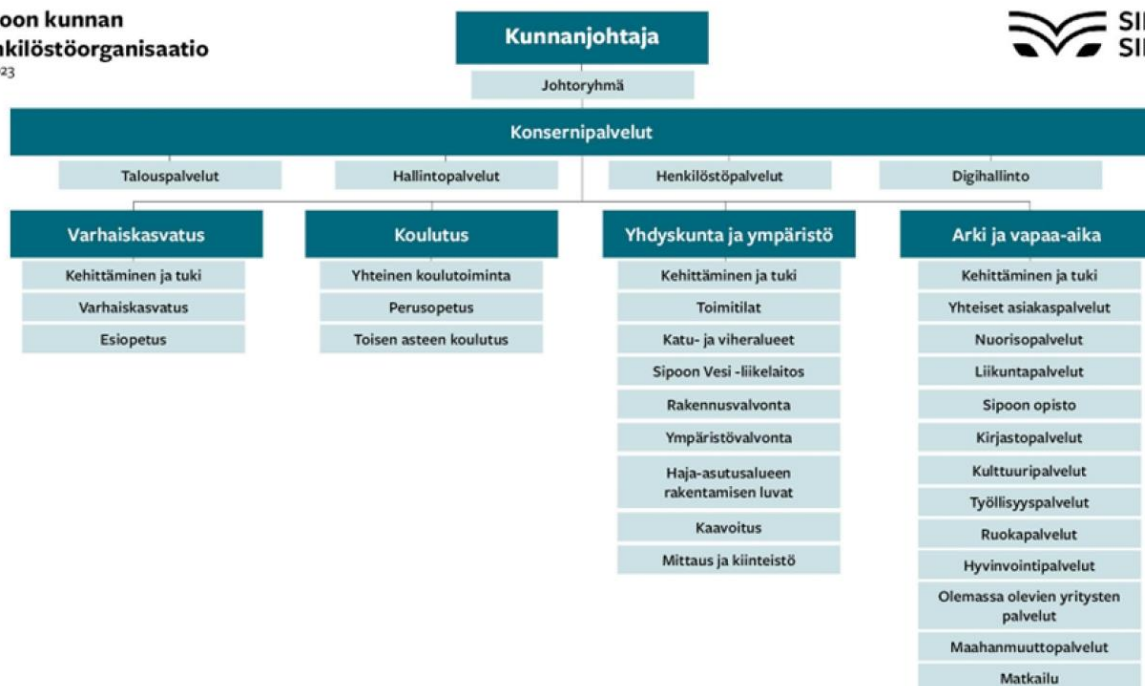 oon kunnan
nkilöstöorganisaatio
023
Kunnanjohtaja
SI
SI
Johtoryhmä
Konsernipalvelut
Talouspalvelut
Hallintopalvelut
Henkilöstöpalvelut
Digihallinto
Varhaiskasvatus
Kehittäminen ja tuki
Varhaiskasvatus
Esiopetus
Koulutus
Yhteinen koulutoiminta
Perusopetus
Toisen asteen koulutus
Yhdyskunta ja ympäristö
Kehittäminen ja tuki
Toimitilat
Katu- ja viheralueet
Sipoon Vesi -liikelaitos
Rakennusvalvonta
Ympäristövalvonta
Haja-asutusalueen
rakentamisen luvat
Kaavoitus
Mittaus ja kiinteistö
Arki ja vapaa-aika
Kehittäminen ja tuki
Yhteiset asiakaspalvelut
Nuorisopalvelut
Liikuntapalvelut
Sipoon opisto
Kirjastopalvelut
Kulttuuripalvelut
Työllisyyspalvelut
Ruokapalvelut
Hyvinvointipalvelut
Olemassa olevien yritysten
palvelut
Maahanmuuttopalvelut
Matkailu